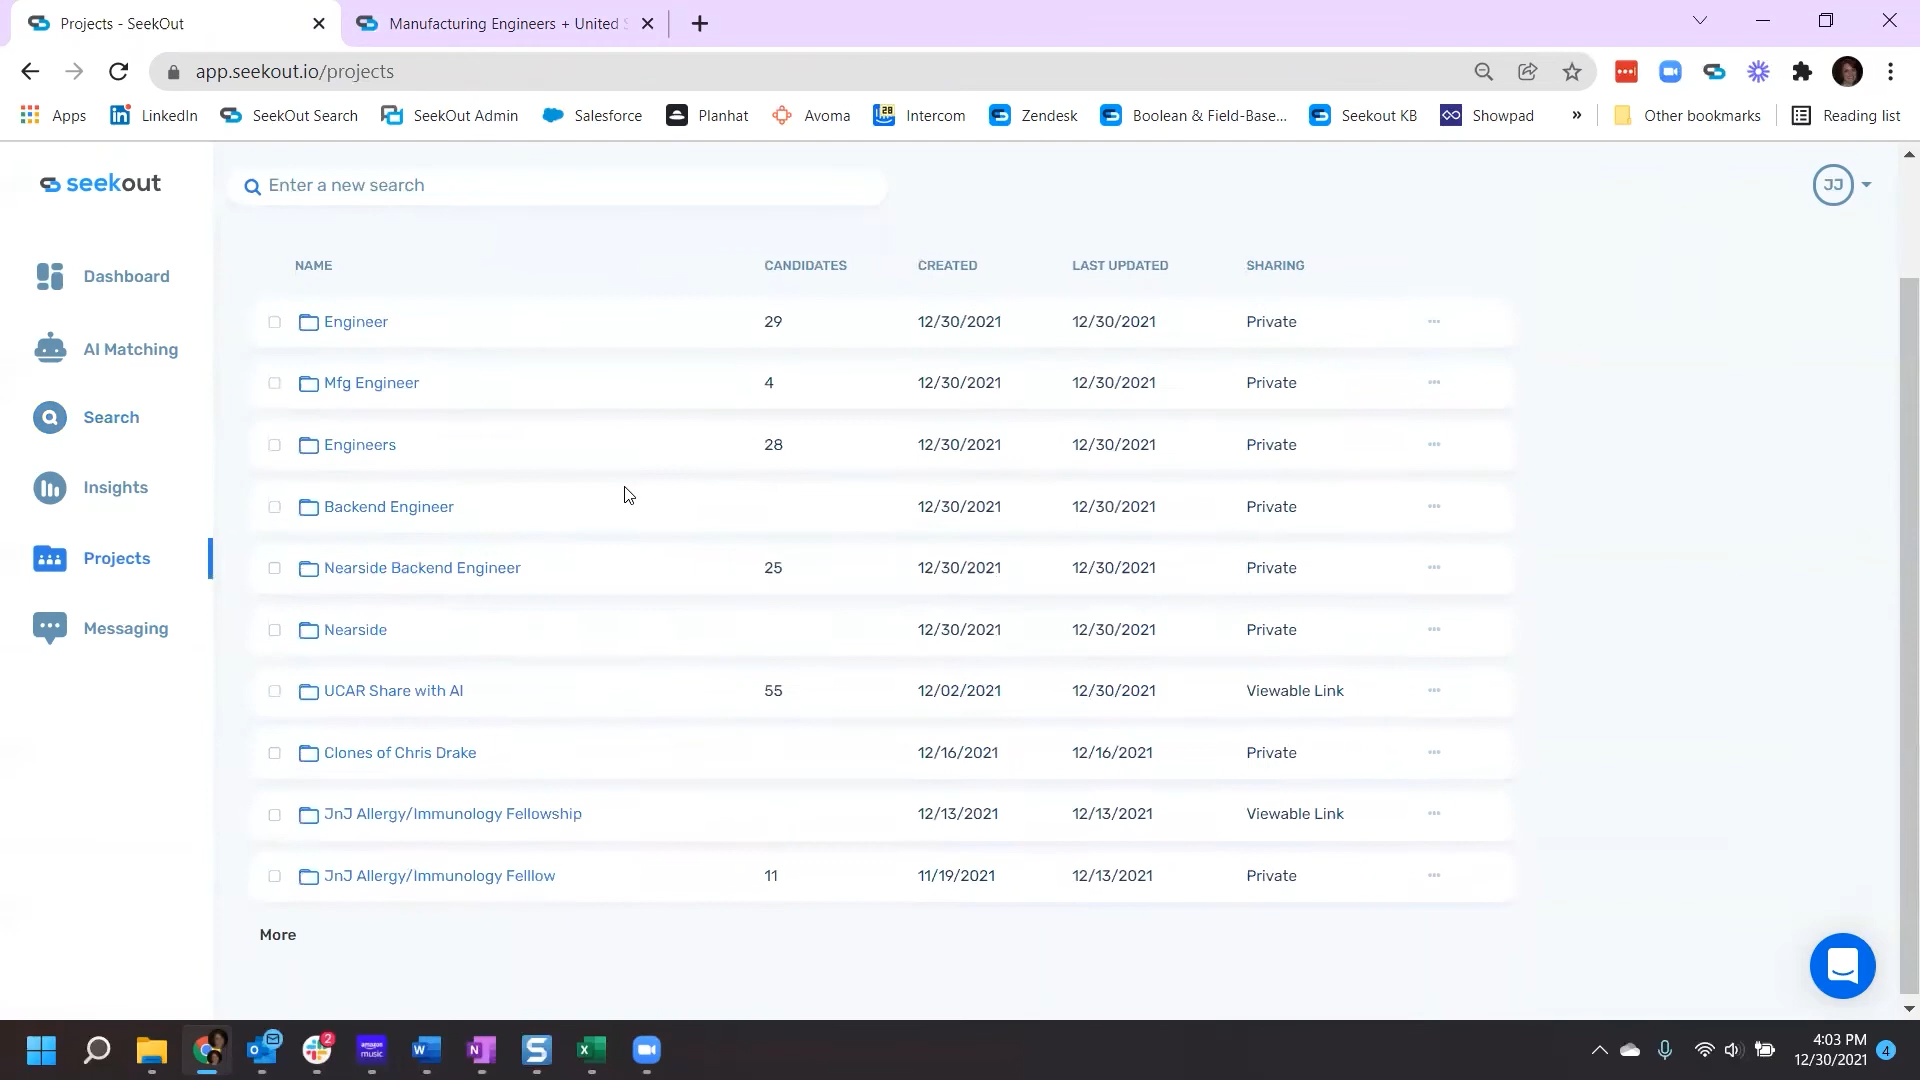 Projects - SeekOut
Manufacturing Engineers + United
app.seekout.io/projects
Apps LinkedIn SeekOut Search SeekOut Admin Salesforce Planhat Avoma 28 Intercom Zendesk Boolean & Field-Base... Seekout KB Showpad » Other bookmarks Reading list
seekout
Enter a new search
JJ
NAME CANDIDATES CREATED LAST UPDATED SHARING
Dashboard
AI Matching
Search
Insights
Projects
Messaging
Engineer 29 12/30/2021 12/30/2021 Private
Mfg Engineer 4 12/30/2021 12/30/2021 Private
Engineers 28 12/30/2021 12/30/2021 Private
Backend Engineer 12/30/2021 12/30/2021 Private
Nearside Backend Engineer 25 12/30/2021 12/30/2021 Private
Nearside 12/30/2021 12/30/2021 Private
UCAR Share with AI 55 12/02/2021 12/30/2021 Viewable Link
Clones of Chris Drake 12/16/2021 12/16/2021 Private
JnJ Allergy/Immunology Fellowship 12/13/2021 12/13/2021 Viewable Link
JnJ Allergy/Immunology Felllow 11 11/19/2021 12/13/2021 Private
More
2
amazon music
W
N
S
X
4:03 PM
12/30/2021
4